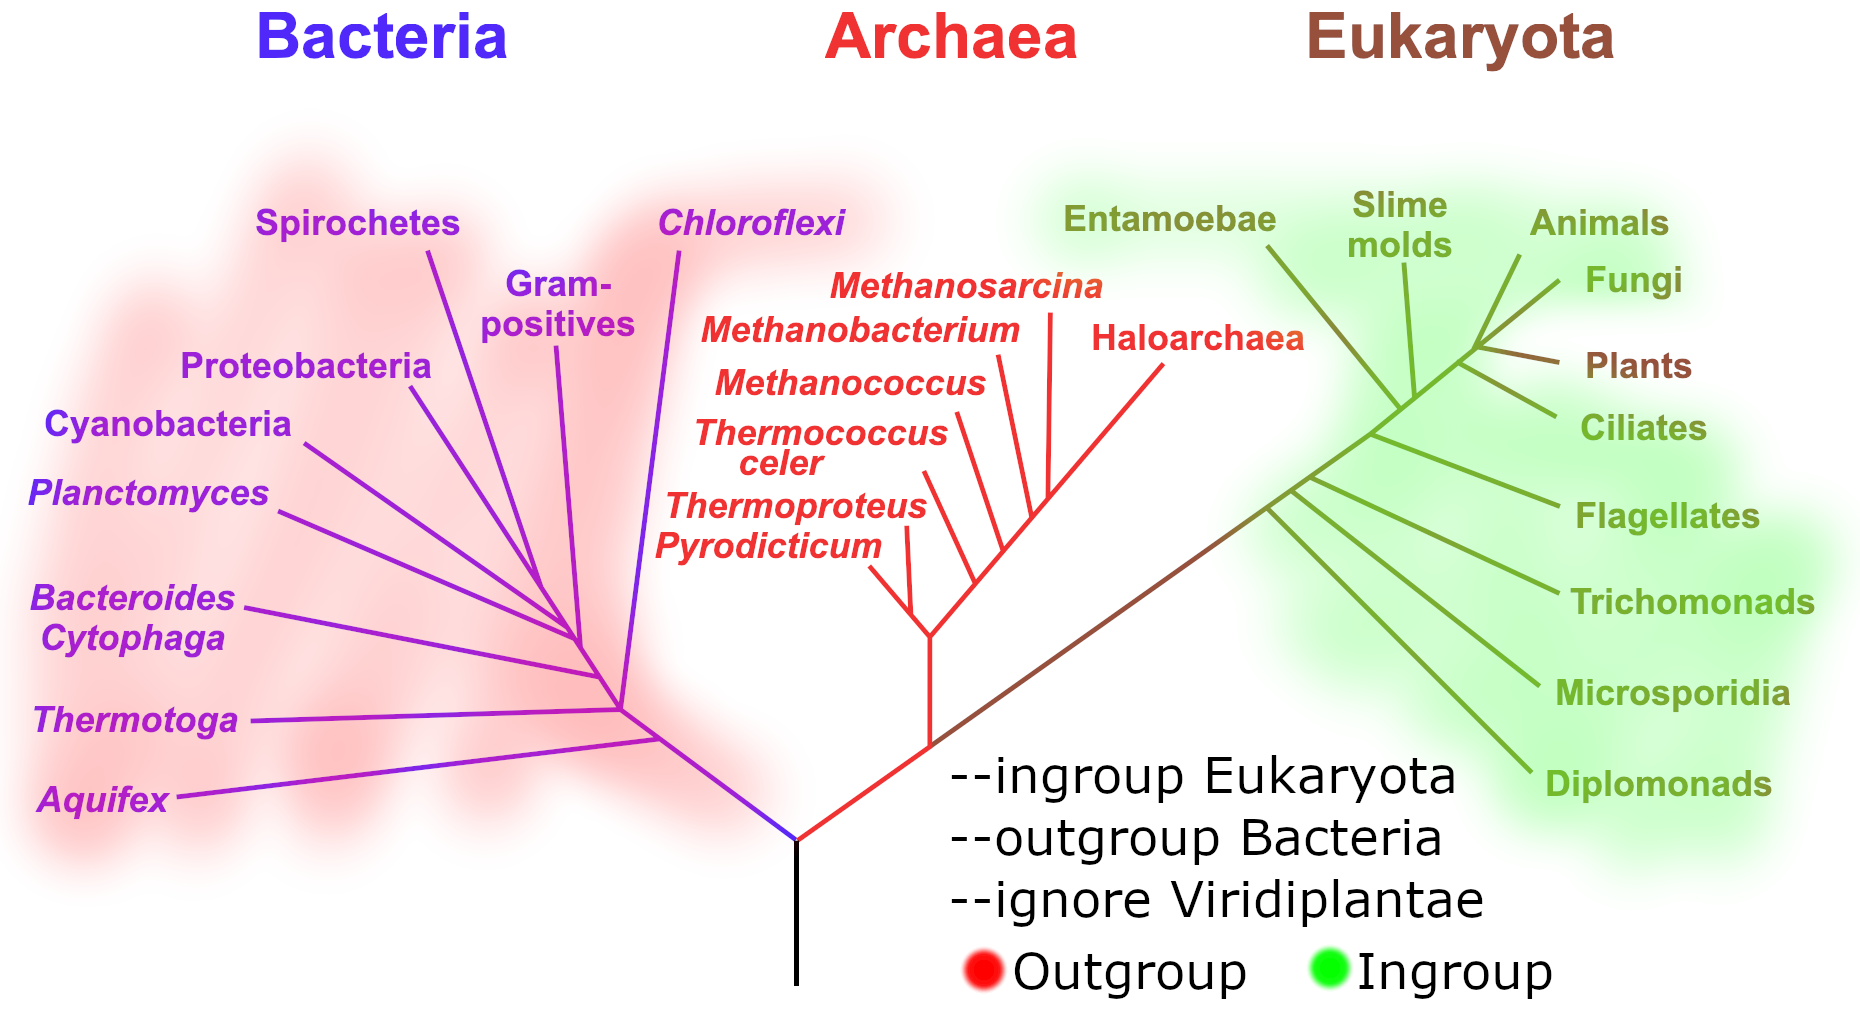 Bacteria
Archaea
Eukaryota
Spirochetes
Gram-
positives
Chloroflexi
Proteobacteria
Cyanobacteria
Planctomyces
Bacteroides
Cytophaga
Thermotoga
Aquifex
Methanosarcina
Methanobacterium
Haloarchaea
Methanococcus
Thermococcus
celer
Thermoproteus
Pyrodicticum
Entamoebae
Slime
molds
Animals
Fungi
Plants
Ciliates
Flagellates
Trichomonads
Microsporidia
Diplomonads
--ingroup Eukaryota
--outgroup Bacteria
--ignore Viridiplantae
Outgroup
Ingroup